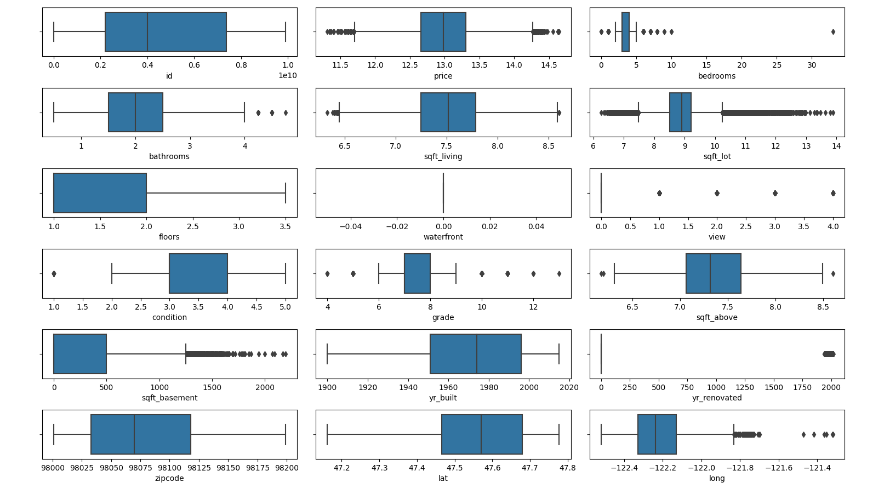 0.0 0.2 0.4 0.6 0.8 1.0
1e10
id
11.5 12.0 12.5 13.0 13.5 14.0 14.5
price
0 5 10 15 20 25 30
bedrooms
1 2 3 4
bathrooms
6.5 7.0 7.5 8.0 8.5
sqft_living
6 7 8 9 10 11 12 13 14
sqft_lot
1.0 1.5 2.0 2.5 3.0 3.5
floors
−0.04 −0.02 0.00 0.02 0.04
waterfront
0.0 0.5 1.0 1.5 2.0 2.5 3.0 3.5 4.0
view
1.0 1.5 2.0 2.5 3.0 3.5 4.0 4.5 5.0
condition
4 6 8 10 12
grade
6.5 7.0 7.5 8.0 8.5
sqft_above
0 500 1000 1500 2000
sqft_basement
1900 1920 1940 1960 1980 2000 2020
yr_built
0 250 500 750 1000 1250 1500 1750 2000
yr_renovated
98000 98025 98050 98075 98100 98125 98150 98175 98200
zipcode
47.2 47.3 47.4 47.5 47.6 47.7 47.8
lat
−122.4 −122.2 −122.0 −121.8 −121.6 −121.4
long